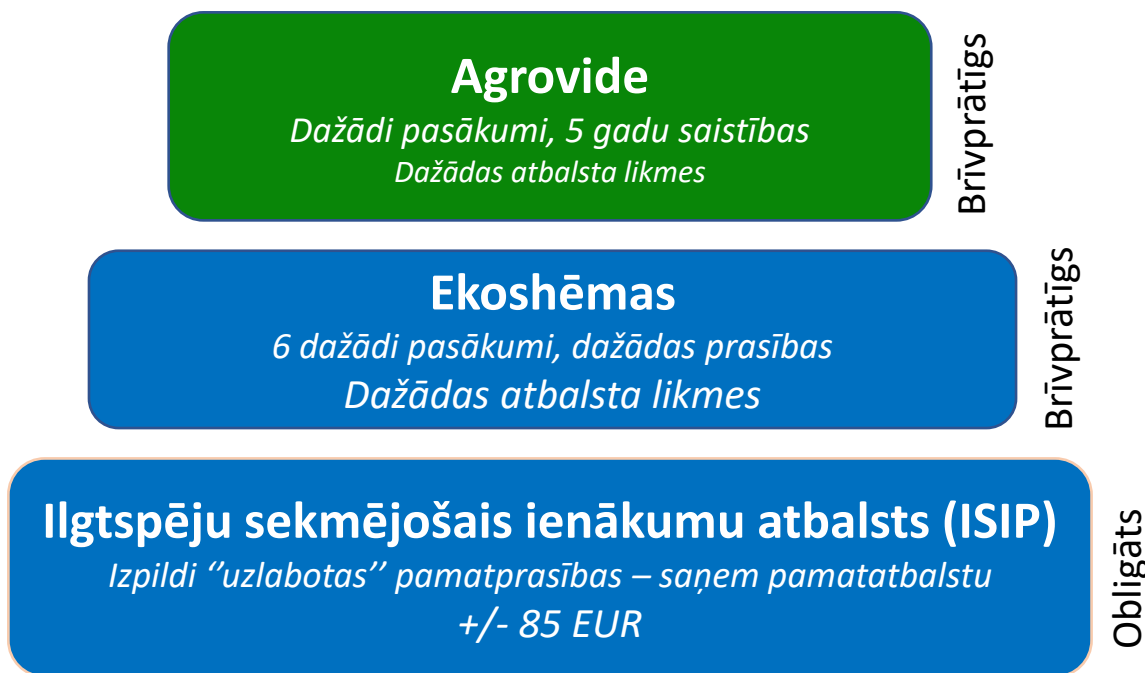 Agrovide
Dažādi pasākumi, 5 gadu saistības
Dažādas atbalsta likmes
Brīvprātīgs
Ekoshēmas
6 dažādi pasākumi, dažādas prasības
Dažādas atbalsta likmes
Brīvprātīgs
Ilgtspēju sekmējošais ienākumu atbalsts (ISIP)
Izpildi ‘’uzlabotas’’ pamatprasības – saņem pamatatbalstu
+/- 85 EUR
Obligāts